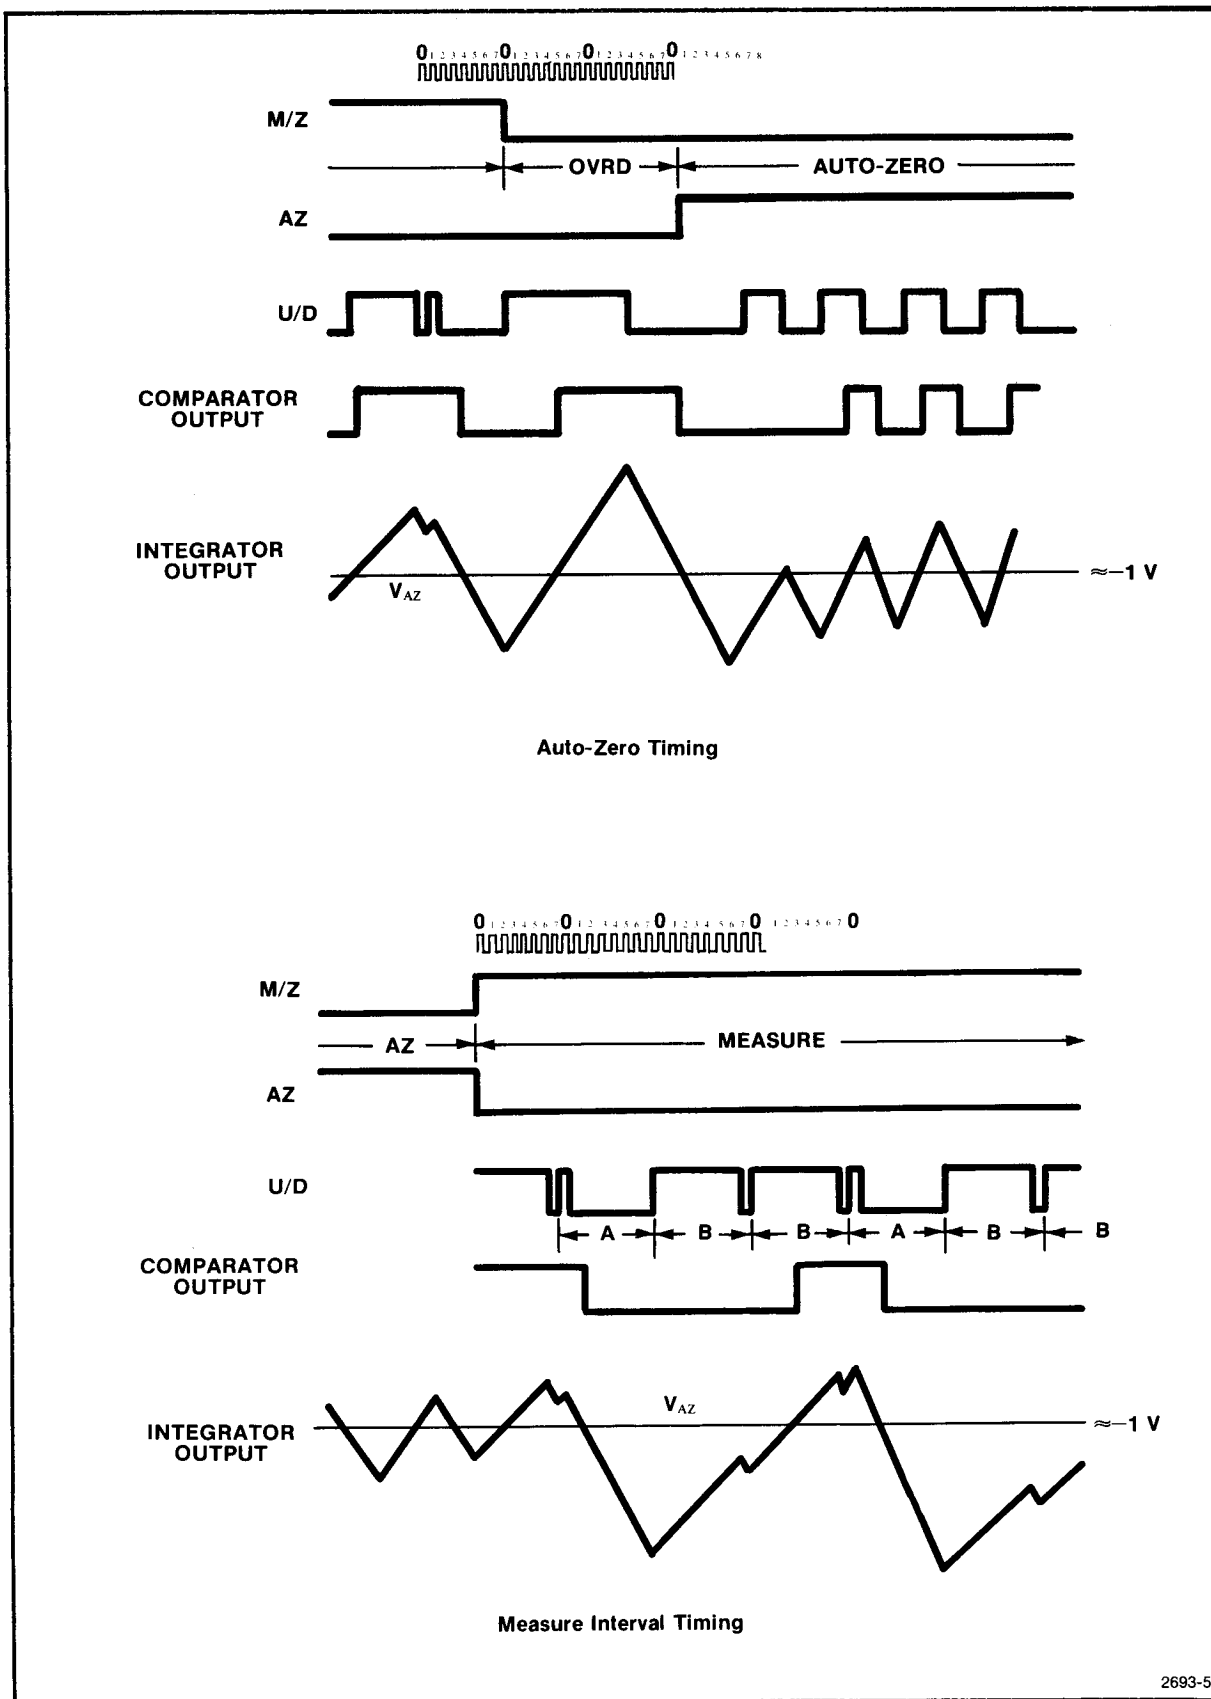 0 1 2 3 4 5 6 7 0 1 2 3 4 5 6 7 0 1 2 3 4 5 6 7 0 1 2 3 4 5 6 7 8
M/Z
OVRD AUTO-ZERO
AZ
U/D
COMPARATOR
OUTPUT
INTEGRATOR
OUTPUT
VAZ
≈−1 V
Auto-Zero Timing
0 1 2 3 4 5 6 7 0 1 2 3 4 5 6 7 0 1 2 3 4 5 6 7 0 1 2 3 4 5 6 7 0
M/Z
AZ MEASURE
AZ
U/D
A B B A B B
COMPARATOR
OUTPUT
VAZ
INTEGRATOR
OUTPUT
≈−1 V
Measure Interval Timing
2693-5